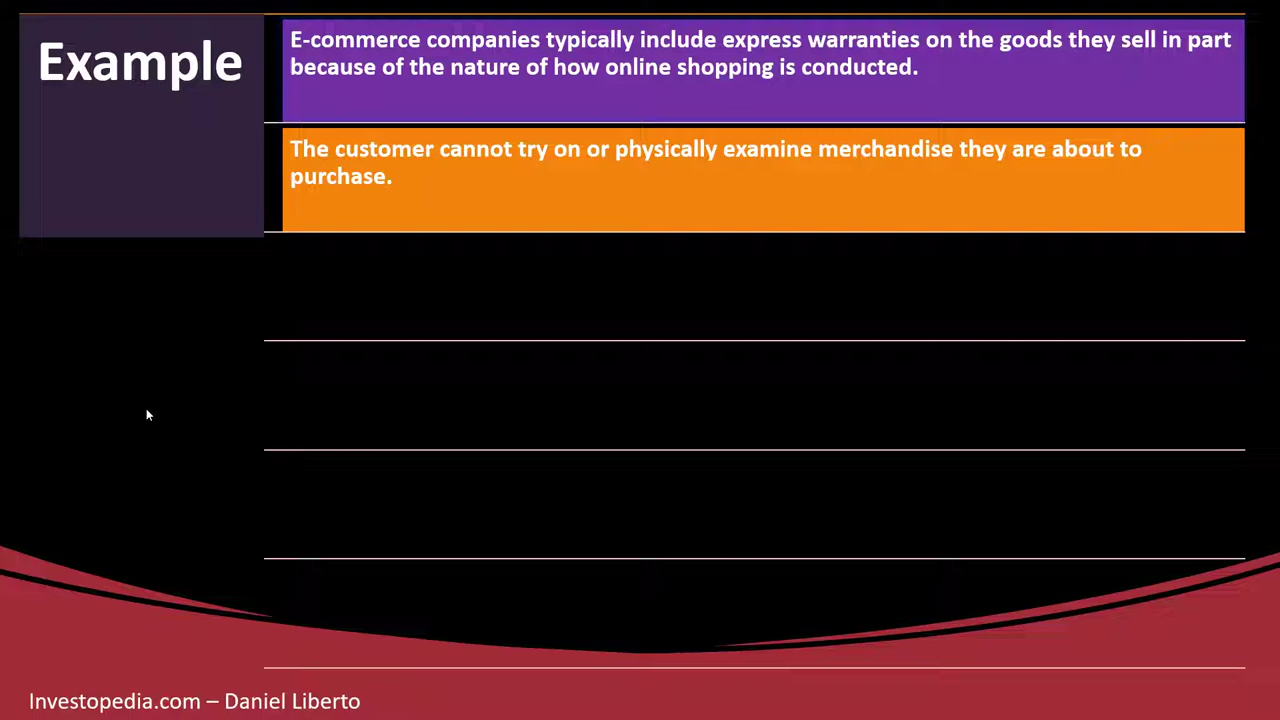 Example
E-commerce companies typically include express warranties on the goods they sell in part
because of the nature of how online shopping is conducted.
The customer cannot try on or physically examine merchandise they are about to
purchase.
Investopedia.com – Daniel Liberto